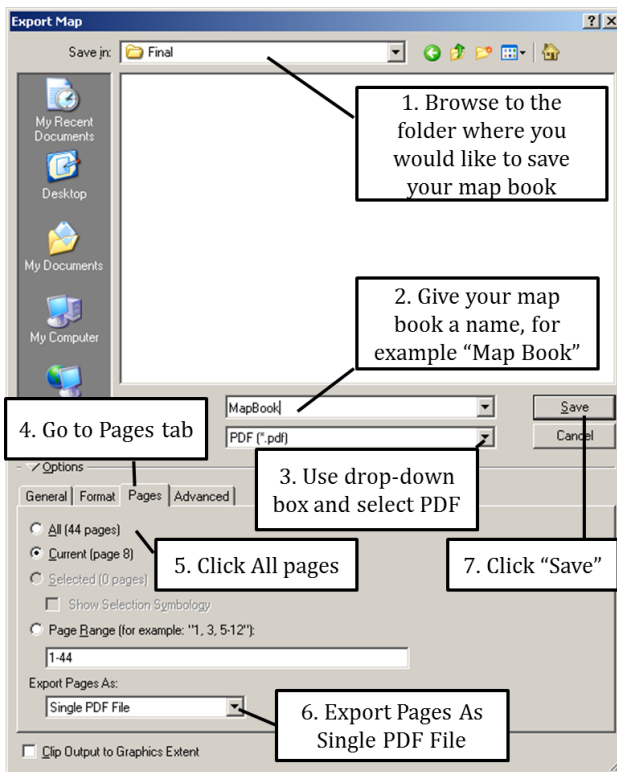 Export Map
Save in:
Final
1. Browse to the
folder where you
would like to save
your map book
My Recent
Documents
Desktop
My Documents
My Computer
2. Give your map
book a name, for
example “Map Book”
MapBook
Save
4. Go to Pages tab
PDF (*.pdf)
Cancel
Options
3. Use drop-down
box and select PDF
General
Format
Pages
Advanced
All (44 pages)
Current (page 8)
5. Click All pages
7. Click “Save”
Selected (0 pages)
Show Selection Symbology
Page Range (for example: "1, 3, 5-12"):
1-44
Export Pages As:
Single PDF File
6. Export Pages As
Single PDF File
Clip Output to Graphics Extent